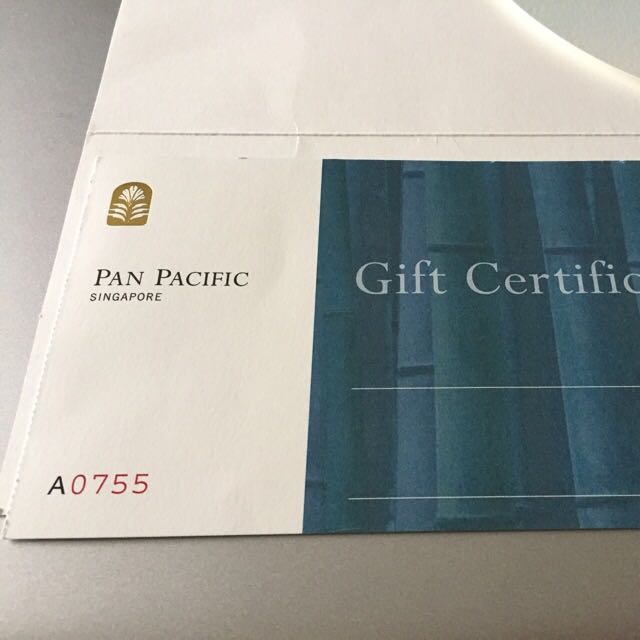 PAN PACIFIC
SINGAPORE
Gift Certific
A0755